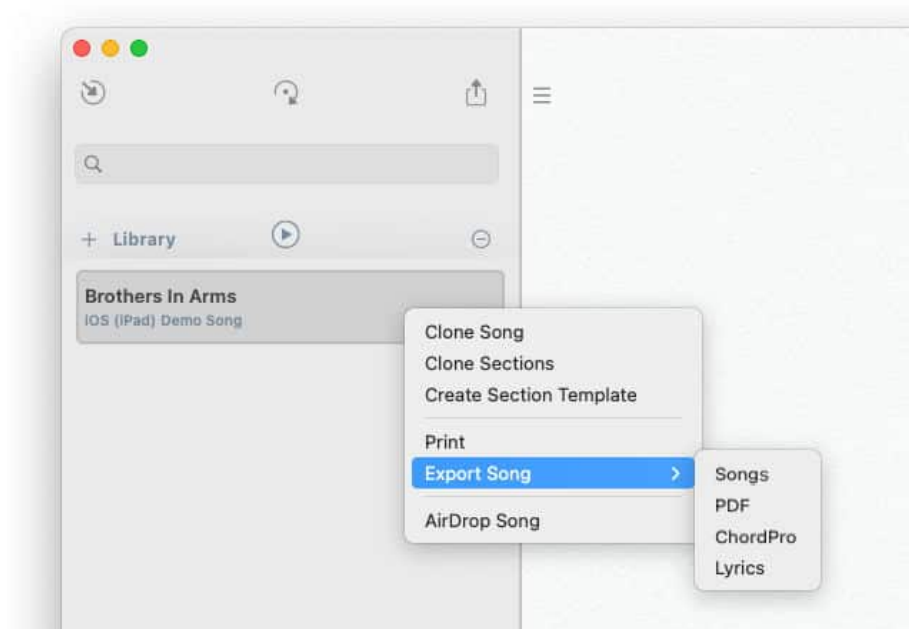 + Library
Brothers In Arms
iOS (iPad) Demo Song
Clone Song
Clone Sections
Create Section Template
Print
Export Song
AirDrop Song
Songs
PDF
ChordPro
Lyrics